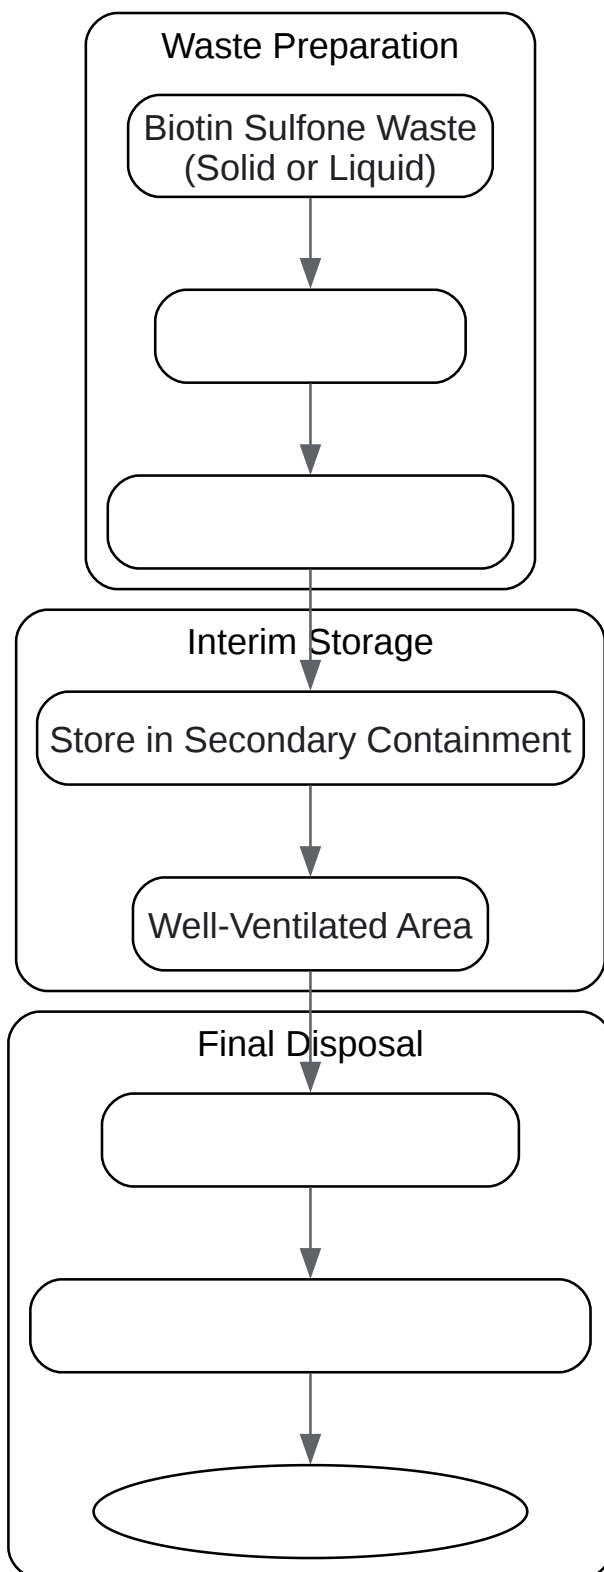 Waste Preparation
Biotin Sulfone Waste
(Solid or Liquid)
Interim Storage
Store in Secondary Containment
Well-Ventilated Area
Final Disposal